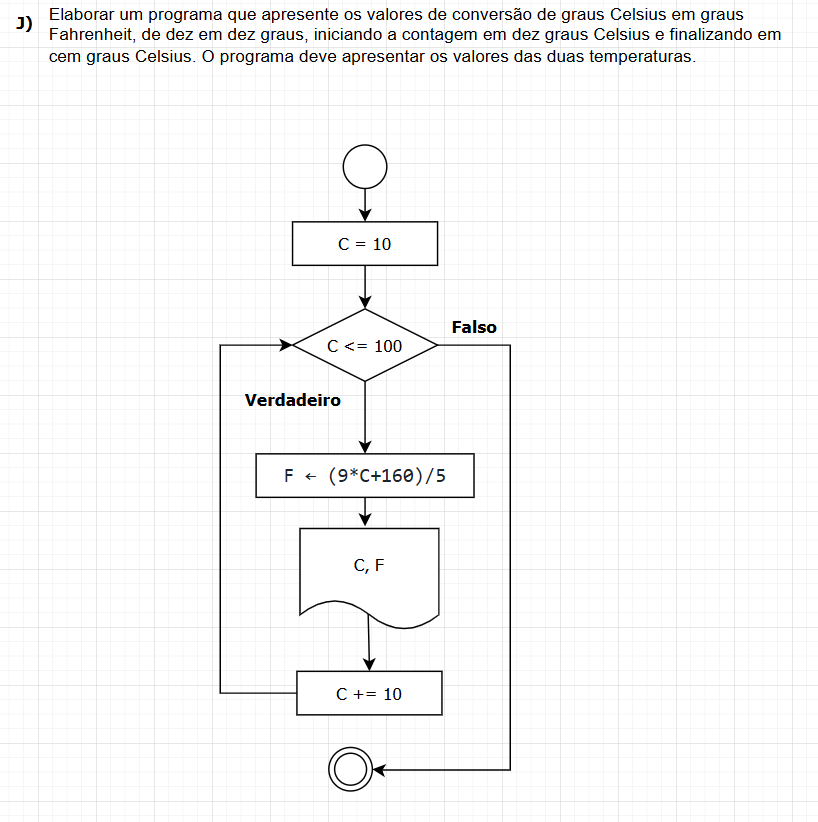 J) Elaborar um programa que apresente os valores de conversão de graus Celsius em graus
Fahrenheit, de dez em dez graus, iniciando a contagem em dez graus Celsius e finalizando em
cem graus Celsius. O programa deve apresentar os valores das duas temperaturas.
C = 10
Falso
C <= 100
Verdadeiro
F ← (9*C+160)/5
C, F
C += 10